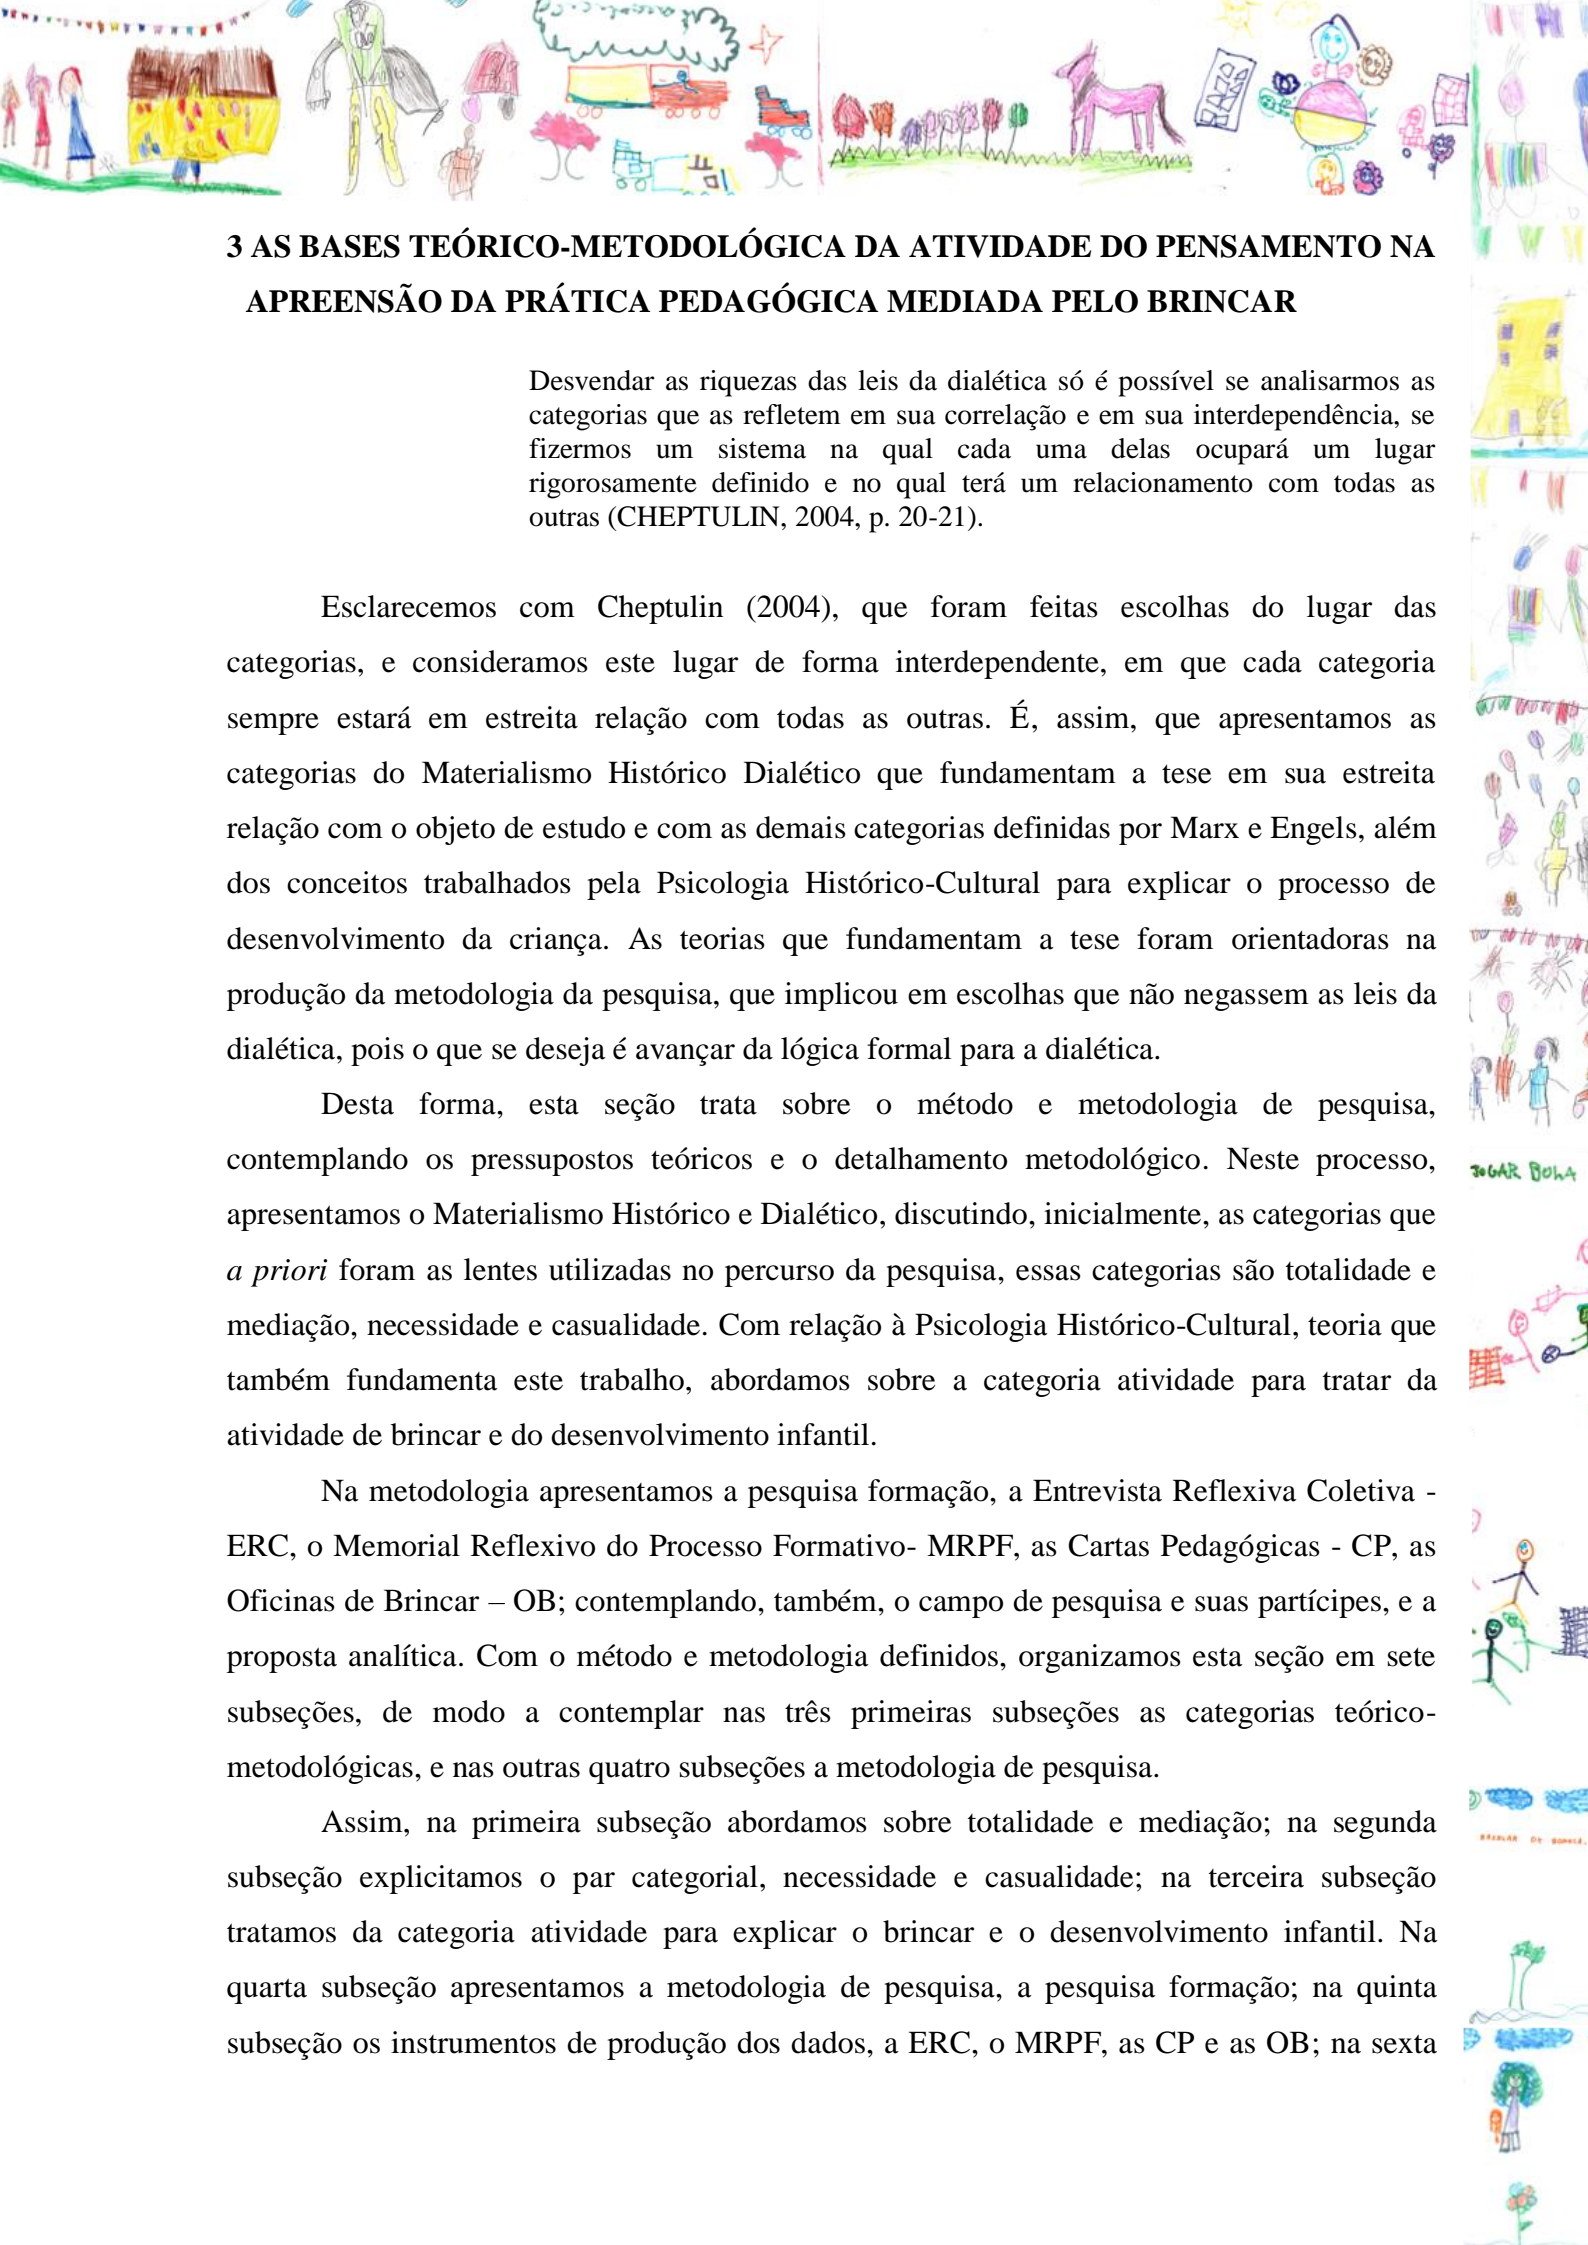 3 AS BASES TEÓRICO-METODOLÓGICA DA ATIVIDADE DO PENSAMENTO NA
APREENSÃO DA PRÁTICA PEDAGÓGICA MEDIADA PELO BRINCAR
Desvendar as riquezas das leis da dialética só é possível se analisarmos as
categorias que as refletem em sua correlação e em sua interdependência, se
fizermos um sistema na qual cada uma delas ocupará um lugar
rigorosamente definido e no qual terá um relacionamento com todas as
outras (CHEPTULIN, 2004, p. 20-21).
Esclarecemos com Cheptulin (2004), que foram feitas escolhas do lugar das
categorias, e consideramos este lugar de forma interdependente, em que cada categoria
sempre estará em estreita relação com todas as outras. É, assim, que apresentamos as
categorias do Materialismo Histórico Dialético que fundamentam a tese em sua estreita
relação com o objeto de estudo e com as demais categorias definidas por Marx e Engels, além
dos conceitos trabalhados pela Psicologia Histórico-Cultural para explicar o processo de
desenvolvimento da criança. As teorias que fundamentam a tese foram orientadoras na
produção da metodologia da pesquisa, que implicou em escolhas que não negassem as leis da
dialética, pois o que se deseja é avançar da lógica formal para a dialética.
Desta forma, esta seção trata sobre o método e metodologia de pesquisa,
contemplando os pressupostos teóricos e o detalhamento metodológico. Neste processo,
apresentamos o Materialismo Histórico e Dialético, discutindo, inicialmente, as categorias que
a priori foram as lentes utilizadas no percurso da pesquisa, essas categorias são totalidade e
mediação, necessidade e casualidade. Com relação à Psicologia Histórico-Cultural, teoria que
também fundamenta este trabalho, abordamos sobre a categoria atividade para tratar da
atividade de brincar e do desenvolvimento infantil.
Na metodologia apresentamos a pesquisa formação, a Entrevista Reflexiva Coletiva -
ERC, o Memorial Reflexivo do Processo Formativo- MRPF, as Cartas Pedagógicas - CP, as
Oficinas de Brincar – OB; contemplando, também, o campo de pesquisa e suas partícipes, e a
proposta analítica. Com o método e metodologia definidos, organizamos esta seção em sete
subseções, de modo a contemplar nas três primeiras subseções as categorias teórico-
metodológicas, e nas outras quatro subseções a metodologia de pesquisa.
Assim, na primeira subseção abordamos sobre totalidade e mediação; na segunda
subseção explicitamos o par categorial, necessidade e casualidade; na terceira subseção
tratamos da categoria atividade para explicar o brincar e o desenvolvimento infantil. Na
quarta subseção apresentamos a metodologia de pesquisa, a pesquisa formação; na quinta
subseção os instrumentos de produção dos dados, a ERC, o MRPF, as CP e as OB; na sexta
JOGAR BOLA